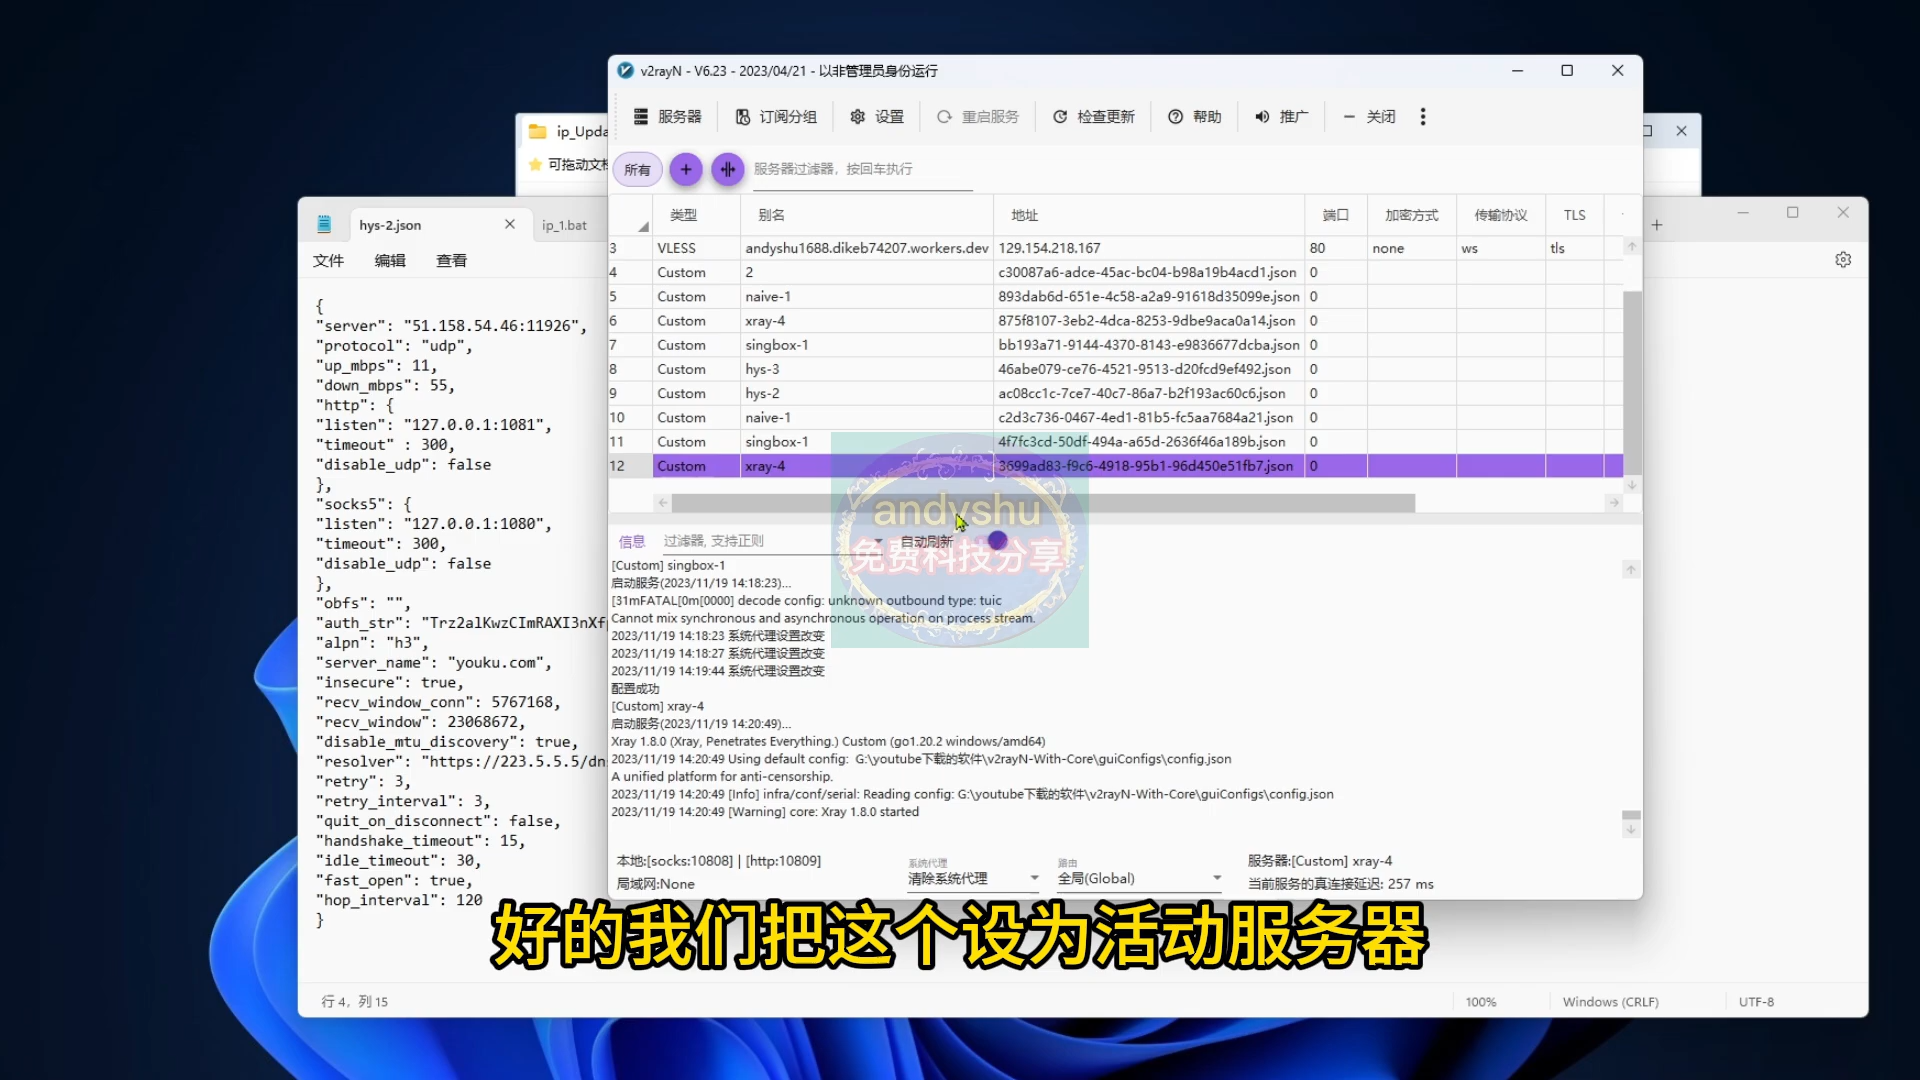 v2rayN - V6.23 - 2023/04/21 - 以非管理员身份运行
服务器 订阅分组 设置 重启服务 检查更新 帮助 推广 关闭
所有 服务器过滤器，按回车执行
类型 别名 地址 端口 加密方式 传输协议 TLS
3 VLESS andyshu1688.dikeb74207.workers.dev 129.154.218.167 80 none ws tls
4 Custom 2 c30087a6-adce-45ac-bc04-b98a19b4acd1.json 0
5 Custom naive-1 893dab6d-651e-4c58-a2a9-91618d35099e.json 0
6 Custom xray-4 875f8107-3eb2-4dca-8253-9dbe9aca0a14.json 0
7 Custom singbox-1 bb193a71-9144-4370-8143-e9836677dcba.json 0
8 Custom hys-3 46abe079-ce76-4521-9513-d20fcd9ef492.json 0
9 Custom hys-2 ac08cc1c-7ce7-40c7-86a7-b2f193ac60c6.json 0
10 Custom naive-1 c2d3c736-0467-4ed1-81b5-fc5aa7684a21.json 0
11 Custom singbox-1 4f7fc3cd-50df-494a-a65d-2636f46a189b.json 0
12 Custom xray-4 3699ad83-f9c6-4918-95b1-96d450e51fb7.json 0
andyshu
免费科技分享
信息 过滤器, 支持正则 自动刷新
[Custom] singbox-1
启动服务(2023/11/19 14:18:23)...
[31mFATAL[0m[0000] decode config: unknown outbound type: tuic
Cannot mix synchronous and asynchronous operation on process stream.
2023/11/19 14:18:23 系统代理设置改变
2023/11/19 14:18:27 系统代理设置改变
2023/11/19 14:19:44 系统代理设置改变
配置成功
[Custom] xray-4
启动服务(2023/11/19 14:20:49)...
Xray 1.8.0 (Xray, Penetrates Everything.) Custom (go1.20.2 windows/amd64)
2023/11/19 14:20:49 Using default config:  G:\youtube下载的软件\v2rayN-With-Core\guiConfigs\config.json
A unified platform for anti-censorship.
2023/11/19 14:20:49 [Info] infra/conf/serial: Reading config: G:\youtube下载的软件\v2rayN-With-Core\guiConfigs\config.json
2023/11/19 14:20:49 [Warning] core: Xray 1.8.0 started
本地:[socks:10808] | [http:10809]
局域网:None
系统代理
清除系统代理
路由
全局(Global)
服务器:[Custom] xray-4
当前服务的真连接延迟: 257 ms
ip_Upda
可拖动文档
hys-2.json ip_1.bat
文件 编辑 查看
{
"server": "51.158.54.46:11926",
"protocol": "udp",
"up_mbps": 11,
"down_mbps": 55,
"http": {
"listen": "127.0.0.1:1081",
"timeout" : 300,
"disable_udp": false
},
"socks5": {
"listen": "127.0.0.1:1080",
"timeout": 300,
"disable_udp": false
},
"obfs": "",
"auth_str": "Trz2alKwzCImRAXI3nXf
"alpn": "h3",
"server_name": "youku.com",
"insecure": true,
"recv_window_conn": 5767168,
"recv_window": 23068672,
"disable_mtu_discovery": true,
"resolver": "https://223.5.5.5/dn
"retry": 3,
"retry_interval": 3,
"quit_on_disconnect": false,
"handshake_timeout": 15,
"idle_timeout": 30,
"fast_open": true,
"hop_interval": 120
}
好的我们把这个设为活动服务器
行 4，列 15 100% Windows (CRLF) UTF-8